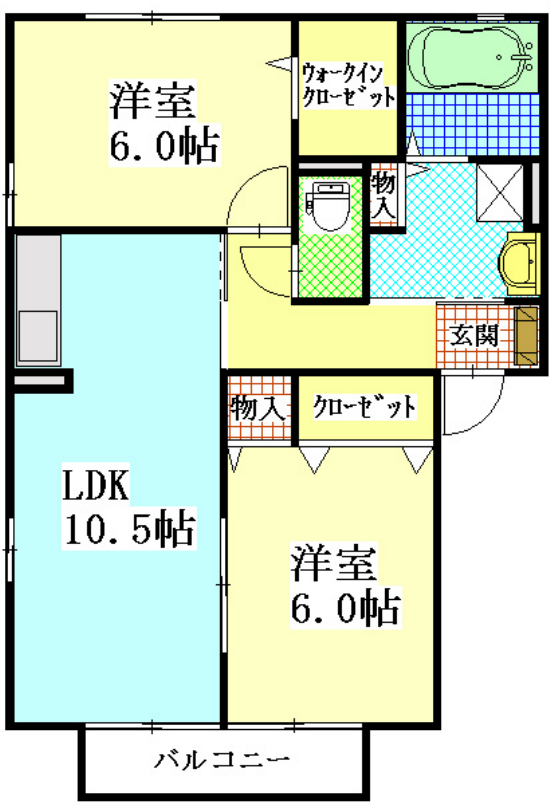 洋室
6.0帖
ウォークイン
クローゼット
物
入
玄関
物入
クローゼット
LDK
10.5帖
洋室
6.0帖
バルコニー